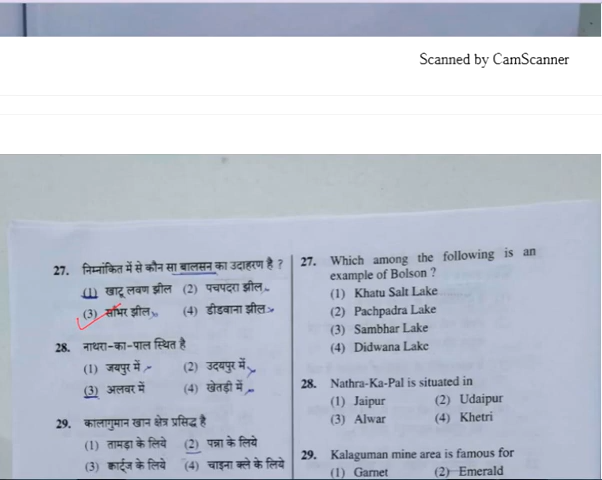 Scanned by CamScanner
27. निम्नांकित में से कौन सा बालसन का उदाहरण है ?
(1) खाटू लवण झील (2) पचपदरा झील
(3) साँभर झील (4) डीडवाना झील
28. नाथरा-का-पाल स्थित है
(1) जयपुर में (2) उदयपुर में
(3) अलवर में (4) खेतड़ी में
29. कालागुमान खान क्षेत्र प्रसिद्ध है
(1) तामड़ा के लिये (2) पन्ना के लिये
(3) क्वार्ट्ज के लिये (4) चाइना क्ले के लिये
27. Which among the following is an
example of Bolson ?
(1) Khatu Salt Lake
(2) Pachpadra Lake
(3) Sambhar Lake
(4) Didwana Lake
28. Nathra-Ka-Pal is situated in
(1) Jaipur (2) Udaipur
(3) Alwar (4) Khetri
29. Kalaguman mine area is famous for
(1) Garnet (2) Emerald